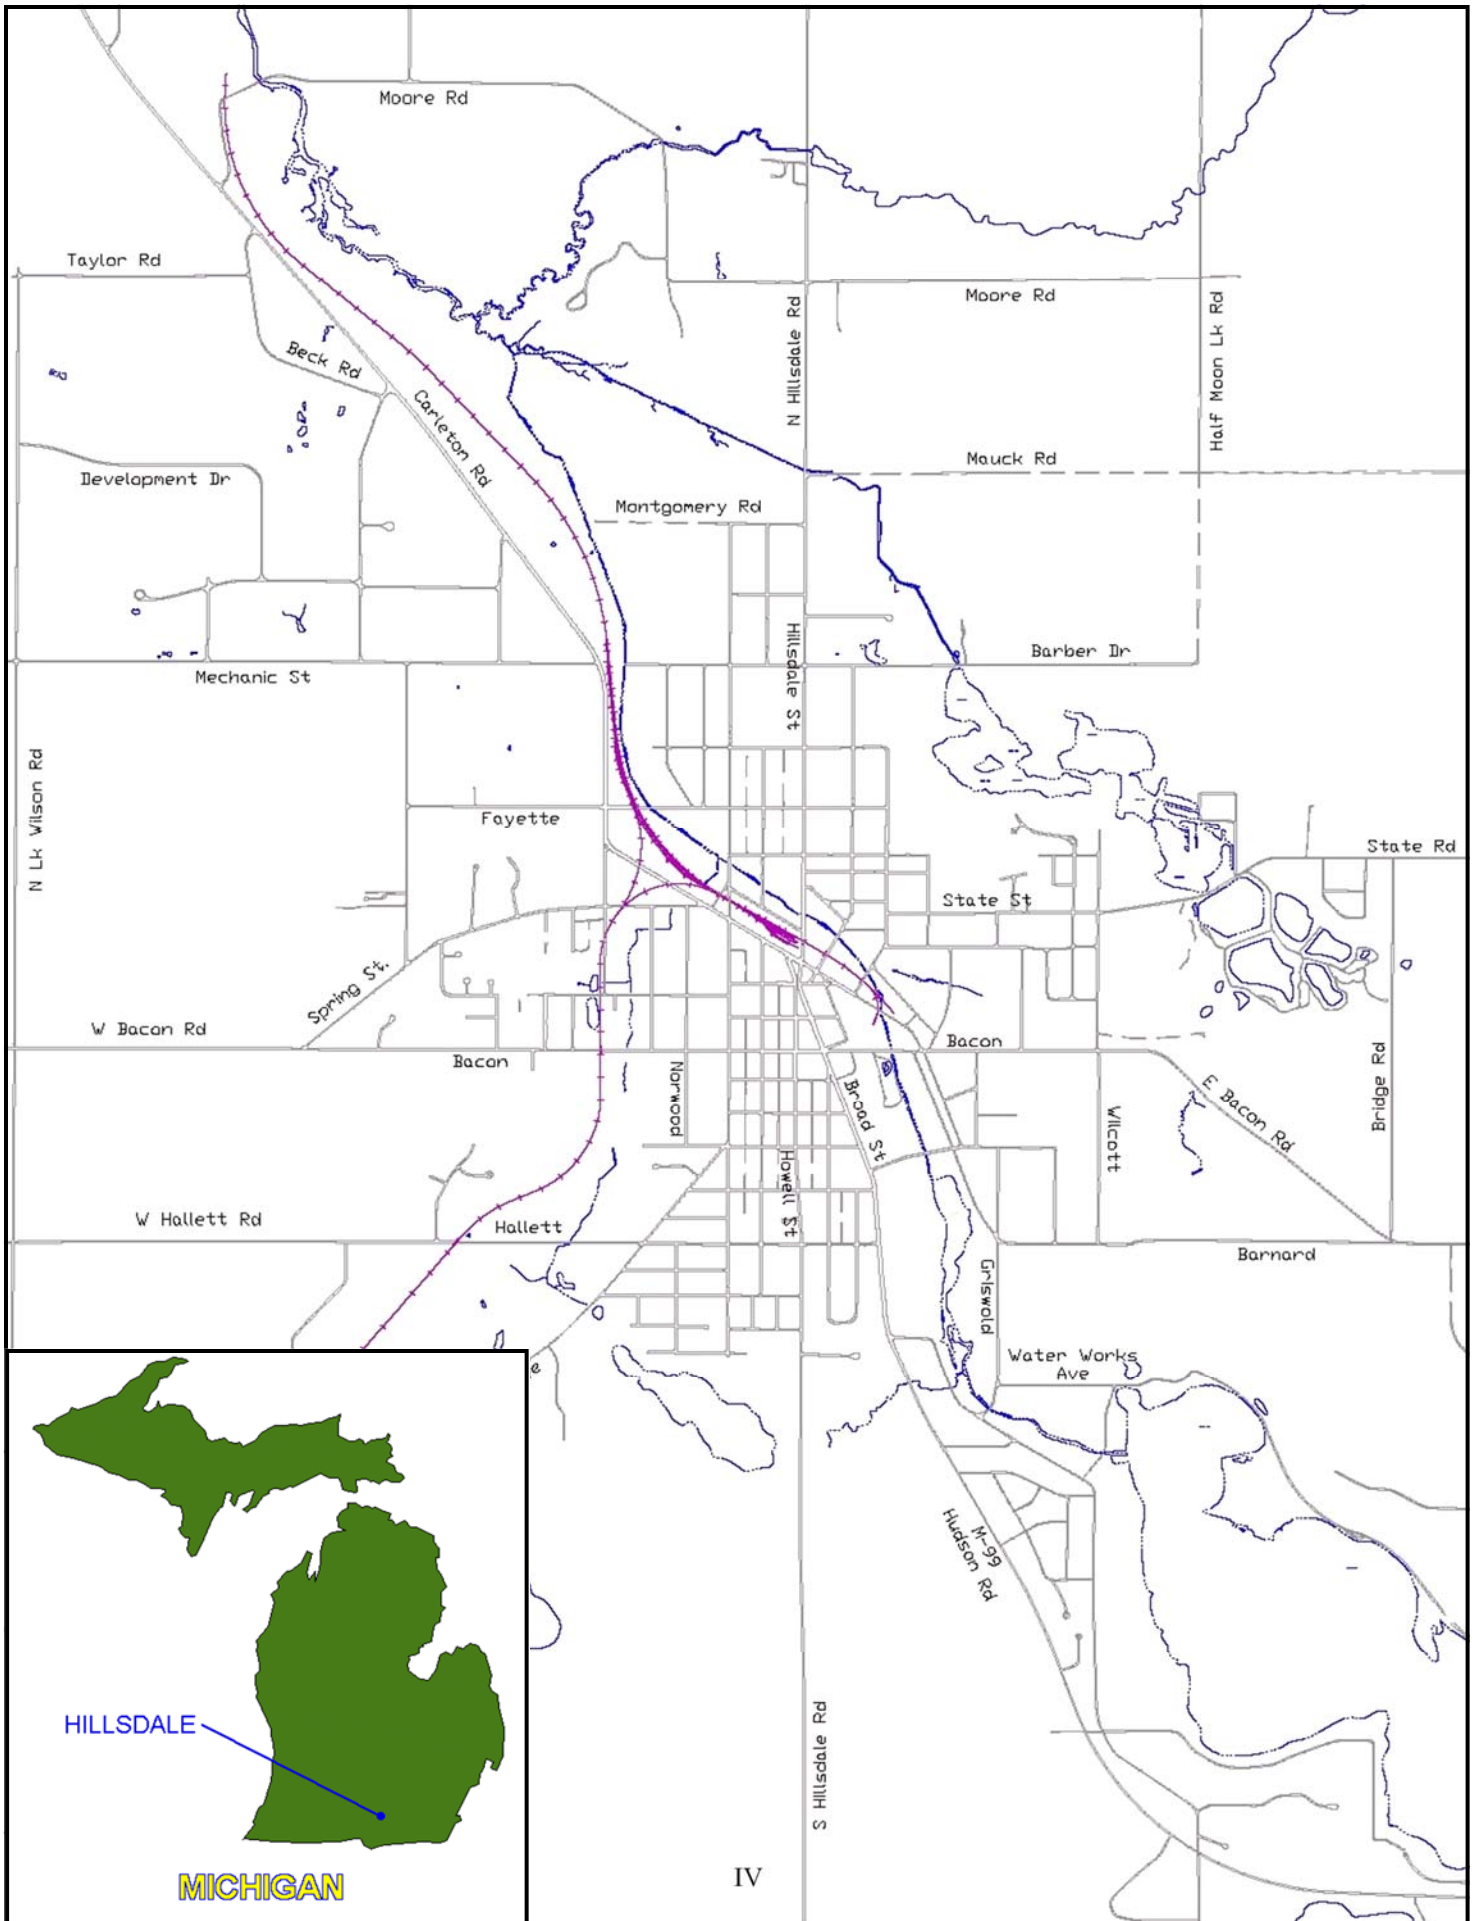 Moore Rd
Taylor Rd
Moore Rd
N Hillsdale Rd
Half Moon Lk Rd
Beck Rd
Carleton Rd
Mauck Rd
Development Dr
Montgomery Rd
Hillsdale St
Barber Dr
Mechanic St
N Lk Wilson Rd
Fayette
State Rd
State St
Spring St.
W Bacon Rd
Bacon
Bacon
Norwood
Broad St
E Bacon Rd
Bridge Rd
Wilcott
Howell St
W Hallett Rd
Hallett
Barnard
Griswold
Water Works
Ave
e
M-99
Hudson Rd
S Hillsdale Rd
HILLSDALE
MICHIGAN
IV